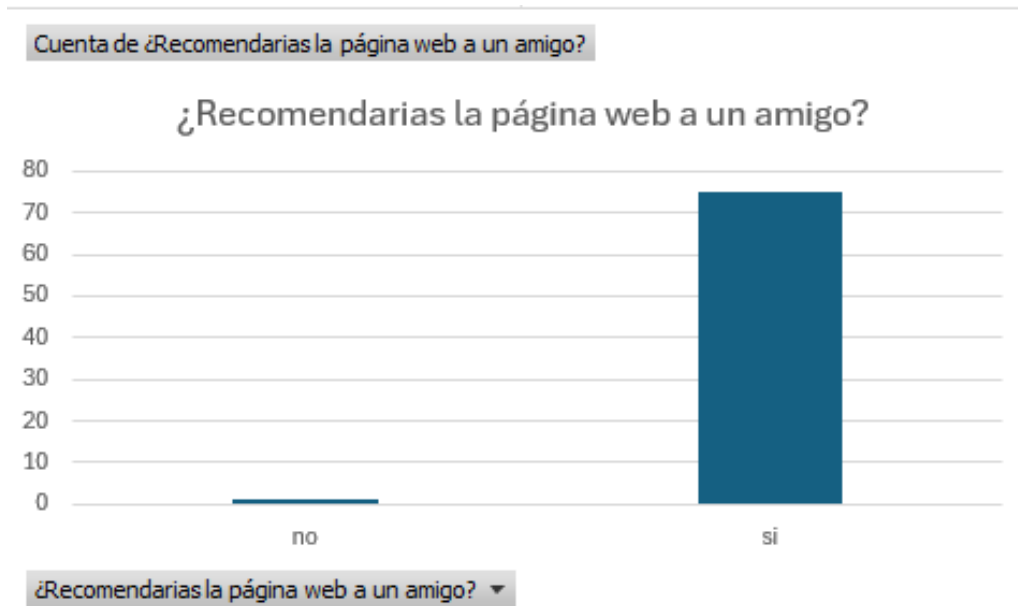 Cuenta de ¿Recomendarias la página web a un amigo?
¿Recomendarias la página web a un amigo?
80
70
60
50
40
30
20
10
0
no
si
¿Recomendarias la página web a un amigo?